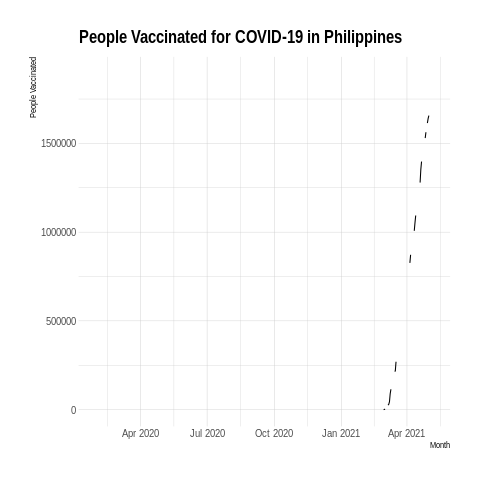 People Vaccinated for COVID-19 in Philippines
People Vaccinated
1500000
1000000
500000
0
Apr 2020 Jul 2020 Oct 2020 Jan 2021 Apr 2021
Month